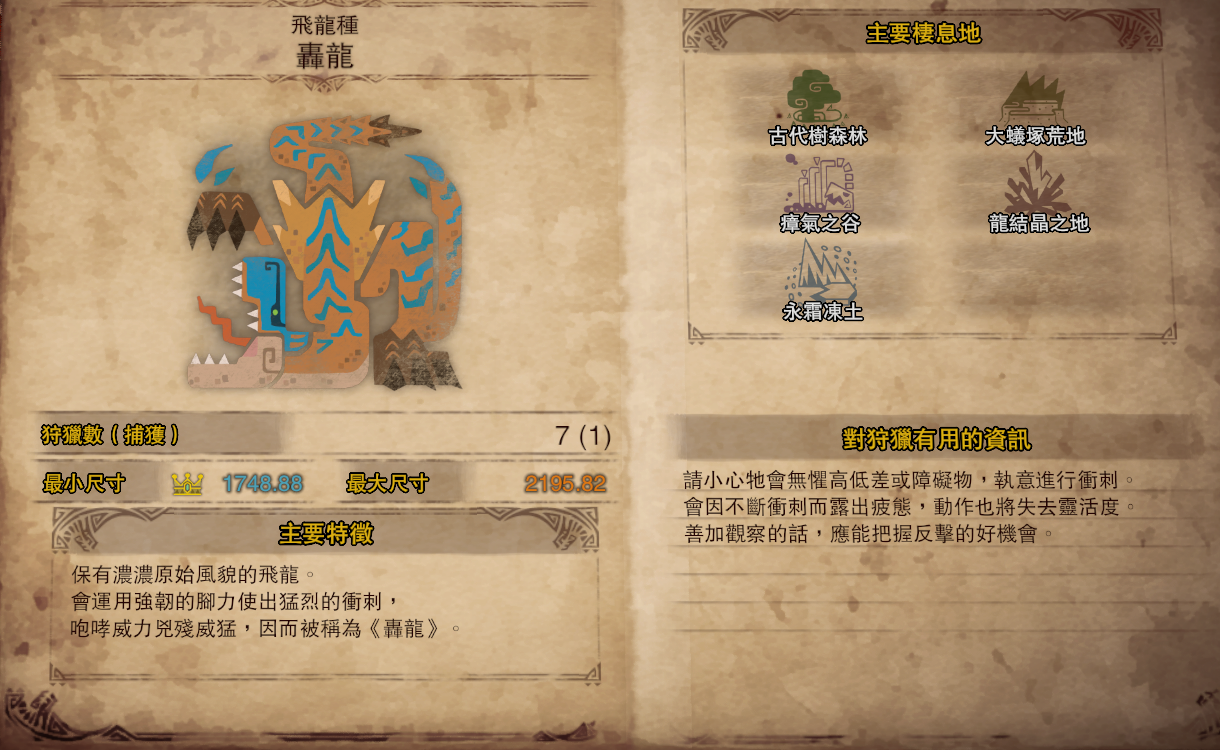 飛龍種
轟龍
狩獵數（捕獲）
7 (1)
最小尺寸 1748.88 最大尺寸 2195.82
主要特徵
保有濃濃原始風貌的飛龍。
會運用強韌的腳力使出猛烈的衝刺，
咆哮威力兇殘威猛，因而被稱為《轟龍》。
主要棲息地
古代樹森林 大蟻塚荒地
瘴氣之谷 龍結晶之地
永霜凍土
對狩獵有用的資訊
請小心牠會無懼高低差或障礙物，執意進行衝刺。
會因不斷衝刺而露出疲態，動作也將失去靈活度。
善加觀察的話，應能把握反擊的好機會。